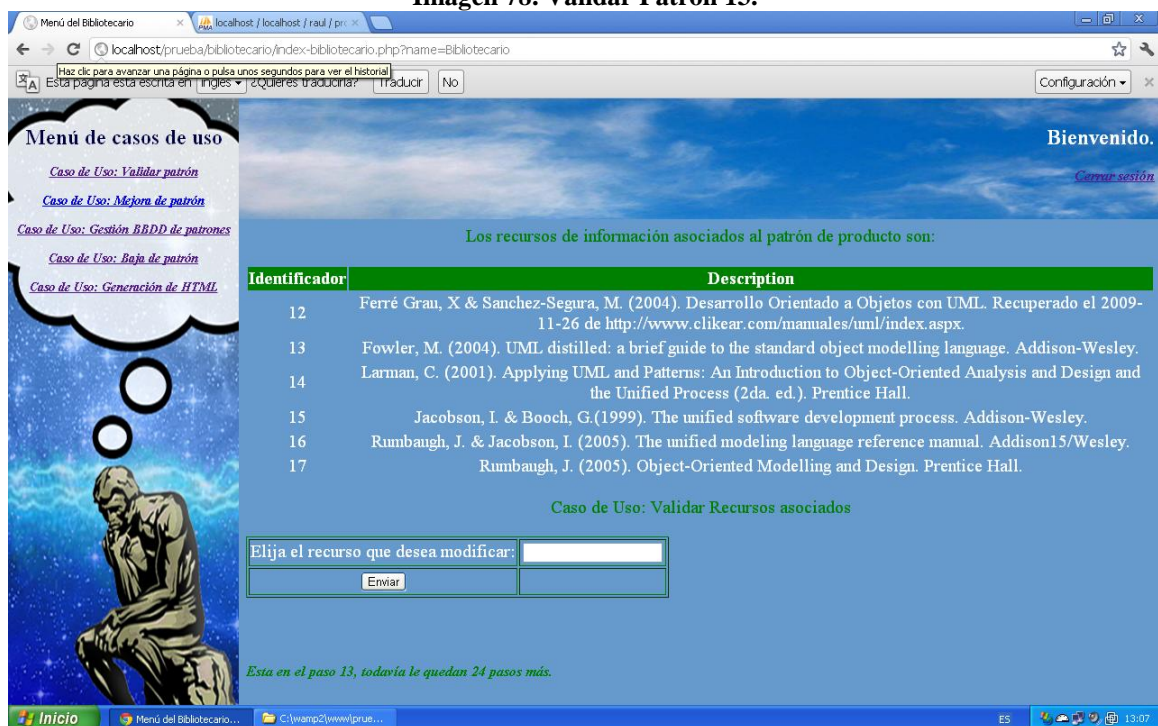 Imagen 78. Validar Patrón 13.
Menú del Bibliotecario
localhost / localhost / raul / pro
localhost/prueba/bibliotecario/index-bibliotecario.php?name=Bibliotecario
Haz clic para avanzar una página o pulsa unos segundos para ver el historial
Esta página está escrita en inglés ¿Quieres traducirla? Traducir No Configuración
Menú de casos de uso
Caso de Uso: Validar patrón
Caso de Uso: Mejora de patrón
Caso de Uso: Gestión BBDD de patrones
Caso de Uso: Baja de patrón
Caso de Uso: Generación de HTML
Bienvenido.
Cerrar sesión
Los recursos de información asociados al patrón de producto son:
Identificador Description
12 Ferré Grau, X & Sanchez-Segura, M. (2004). Desarrollo Orientado a Objetos con UML. Recuperado el 2009-
11-26 de http://www.clikear.com/manuales/uml/index.aspx.
13 Fowler, M. (2004). UML distilled: a brief guide to the standard object modelling language. Addison-Wesley.
14 Larman, C. (2001). Applying UML and Patterns: An Introduction to Object-Oriented Analysis and Design and
the Unified Process (2da. ed.). Prentice Hall.
15 Jacobson, I. & Booch, G.(1999). The unified software development process. Addison-Wesley.
16 Rumbaugh, J. & Jacobson, I. (2005). The unified modeling language reference manual. Addison15/Wesley.
17 Rumbaugh, J. (2005). Object-Oriented Modelling and Design. Prentice Hall.
Caso de Uso: Validar Recursos asociados
Elija el recurso que desea modificar:
Enviar
Esta en el paso 13, todavía le quedan 24 pasos más.
Inicio
Menú del Bibliotecario...
C:\wamp2\www\prue...
ES
13:07